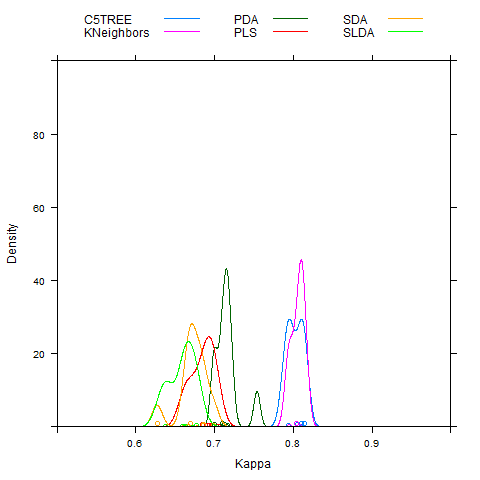 C5TREE PDA SDA
KNeighbors PLS SLDA
80
60
40
20
Density
0.6 0.7 0.8 0.9
Kappa